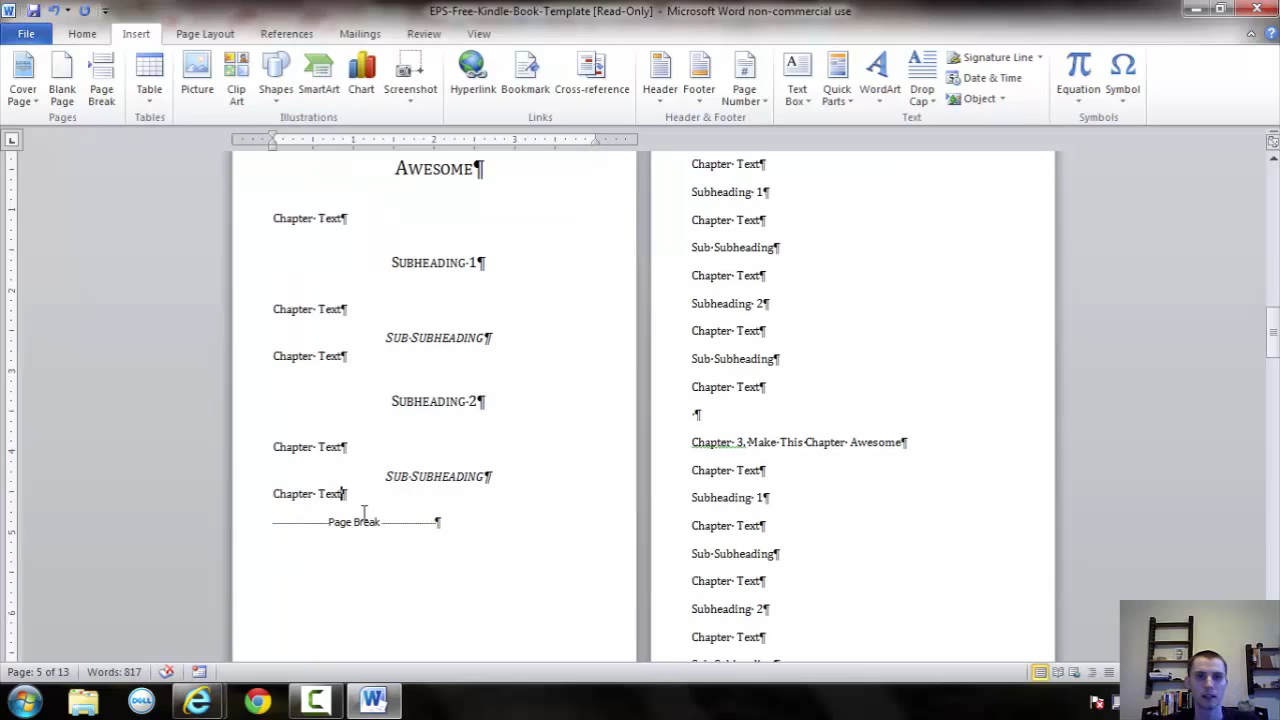 EPS-Free-Kindle-Book-Template [Read-Only] - Microsoft Word non-commercial use
File Home Insert Page Layout References Mailings Review View
Cover Page
Blank Page
Page Break
Table
Picture
Clip Art
Shapes
SmartArt
Chart
Screenshot
Hyperlink
Bookmark
Cross-reference
Header
Footer
Page Number
Text Box
Quick Parts
WordArt
Drop Cap
Signature Line
Date & Time
Object
Equation
Symbol
Pages Tables Illustrations Links Header & Footer Text Symbols
1 2 3
AWESOME¶
Chapter· Text¶
SUBHEADING·1¶
Chapter· Text¶
SUB·SUBHEADING¶
Chapter· Text¶
SUBHEADING·2¶
Chapter· Text¶
SUB·SUBHEADING¶
Chapter· Text¶
Page Break ¶
Chapter· Text¶
Subheading· 1¶
Chapter· Text¶
Sub·Subheading¶
Chapter· Text¶
Subheading· 2¶
Chapter· Text¶
Sub·Subheading¶
Chapter· Text¶
·¶
Chapter· 3.·Make·This·Chapter· Awesome¶
Chapter· Text¶
Subheading· 1¶
Chapter· Text¶
Sub·Subheading¶
Chapter· Text¶
Subheading· 2¶
Chapter· Text¶
Page: 5 of 13 Words: 817
DELL